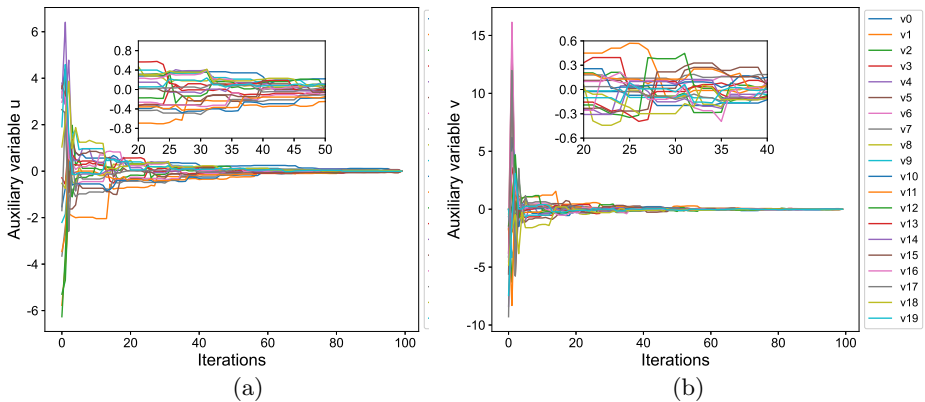 6
4
2
0
-2
-4
-6
0 20 40 60 80 100
Auxiliary variable u
Iterations
0.8
0.4
0.0
-0.4
-0.8
20 25 30 35 40 45 50
(a)
15
10
5
0
-5
-10
0 20 40 60 80 100
Auxiliary variable v
Iterations
0.6
0.3
0.0
-0.3
-0.6
20 25 30 35 40
(b)
v0
v1
v2
v3
v4
v5
v6
v7
v8
v9
v10
v11
v12
v13
v14
v15
v16
v17
v18
v19